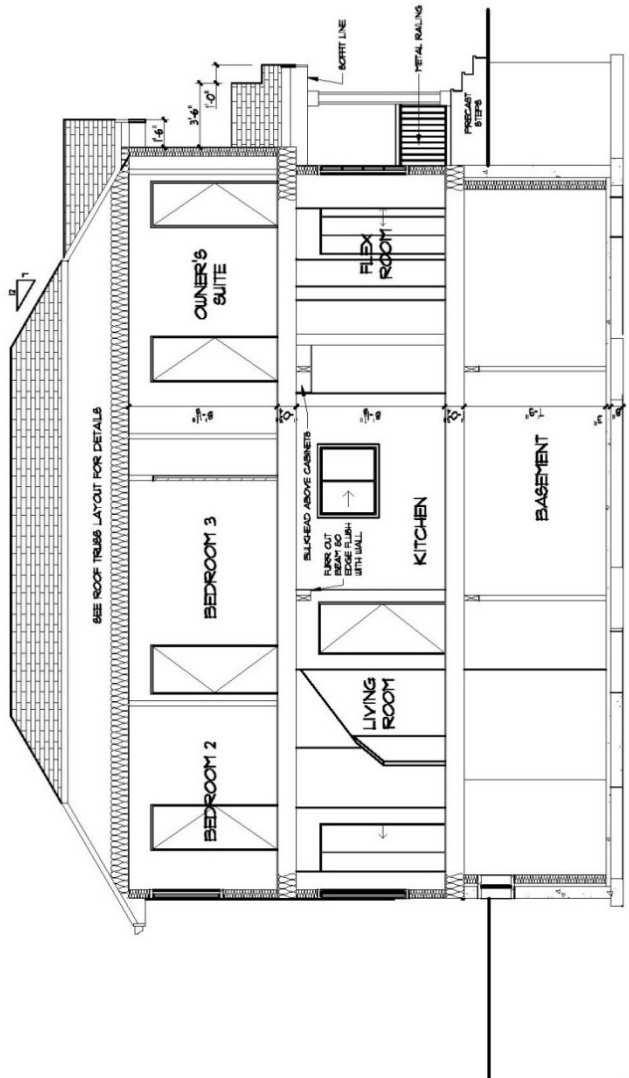 12
7
SEE ROOF TRUSS LAYOUT FOR DETAILS
1'-6"
3'-6"
1'-0"
BEDROOM 2
BEDROOM 3
OWNER'S
SUITE
SOFFIT LINE
BULKHEAD ABOVE CABINETS
FURR OUT
BEAM SO
EDGE FLUSH
WITH WALL
LIVING
ROOM
KITCHEN
FLEX
ROOM
METAL RAILING
PRECAST
STEPS
BASEMENT
3"